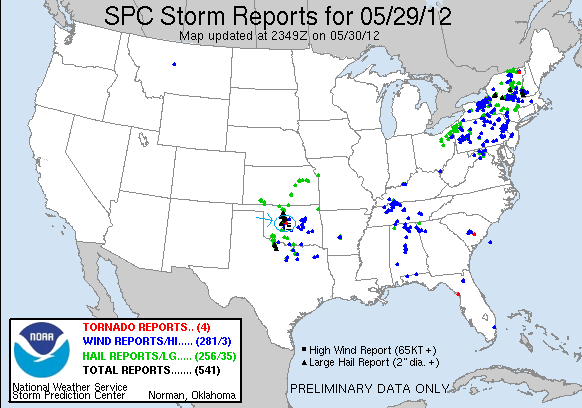 SPC Storm Reports for 05/29/12
Map updated at 2349Z on 05/30/12
TORNADO REPORTS.. (4)
WIND REPORTS/HI..... (281/3)
HAIL REPORTS/LG..... (256/35)
TOTAL REPORTS....... (541)
NOAA
National Weather Service
Storm Prediction Center Norman, Oklahoma
High Wind Report (65KT +)
Large Hail Report (2" dia. +)
PRELIMINARY DATA ONLY